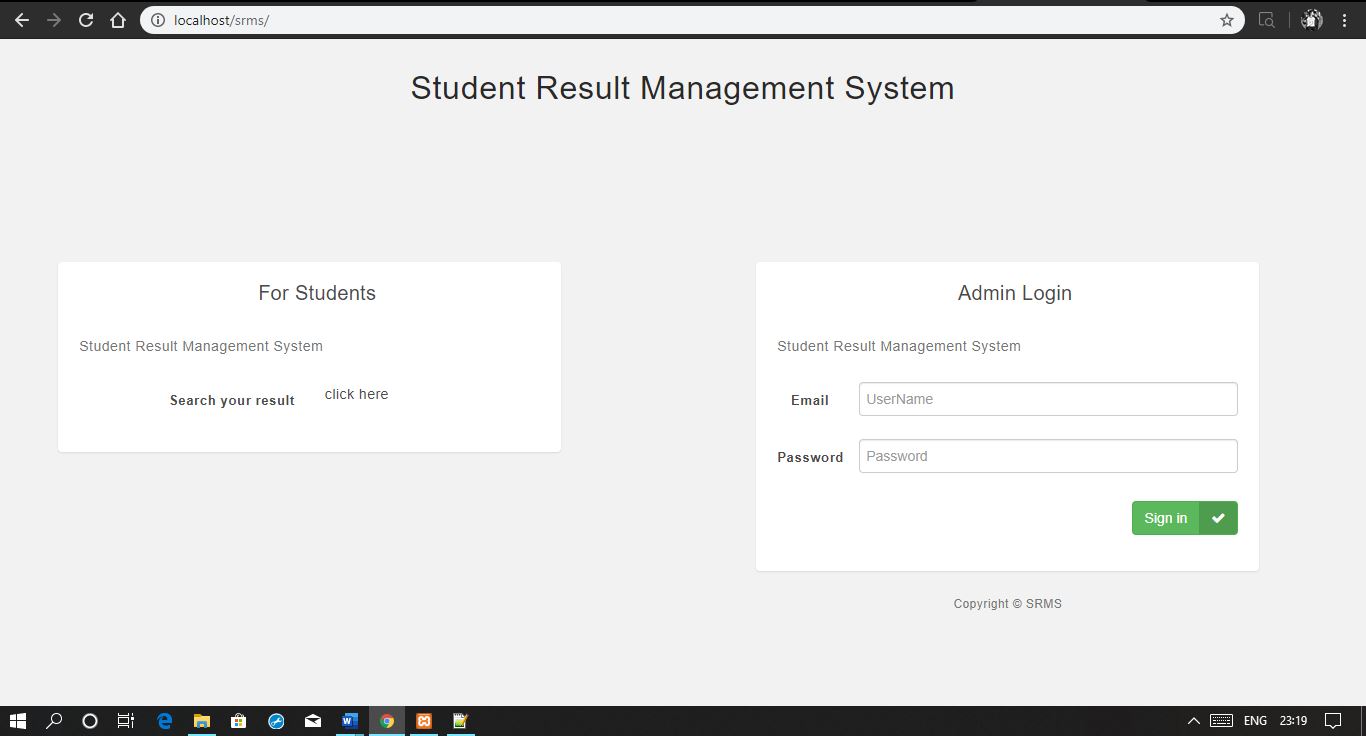 localhost/srms/
Student Result Management System
For Students
Student Result Management System
Search your result click here
Admin Login
Student Result Management System
Email UserName
Password Password
Sign in
Copyright © SRMS
ENG 23:19